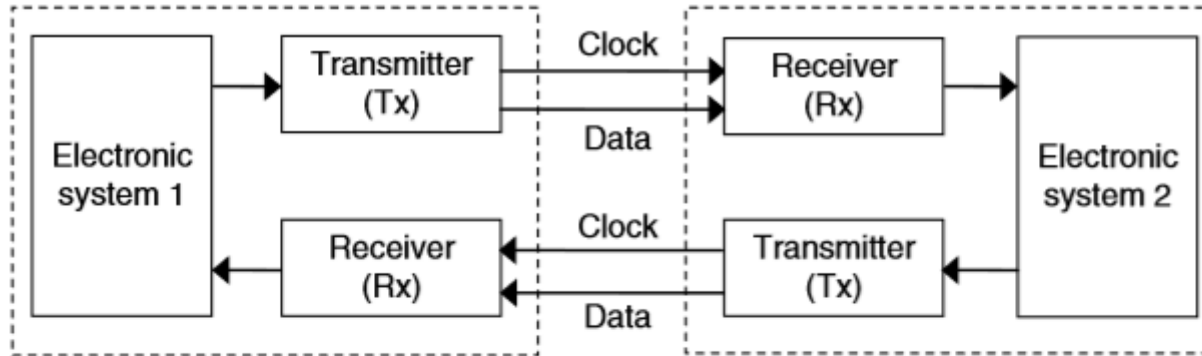 Electronic
system 1
Transmitter
(Tx)
Clock
Data
Receiver
(Rx)
Electronic
system 2
Receiver
(Rx)
Clock
Data
Transmitter
(Tx)